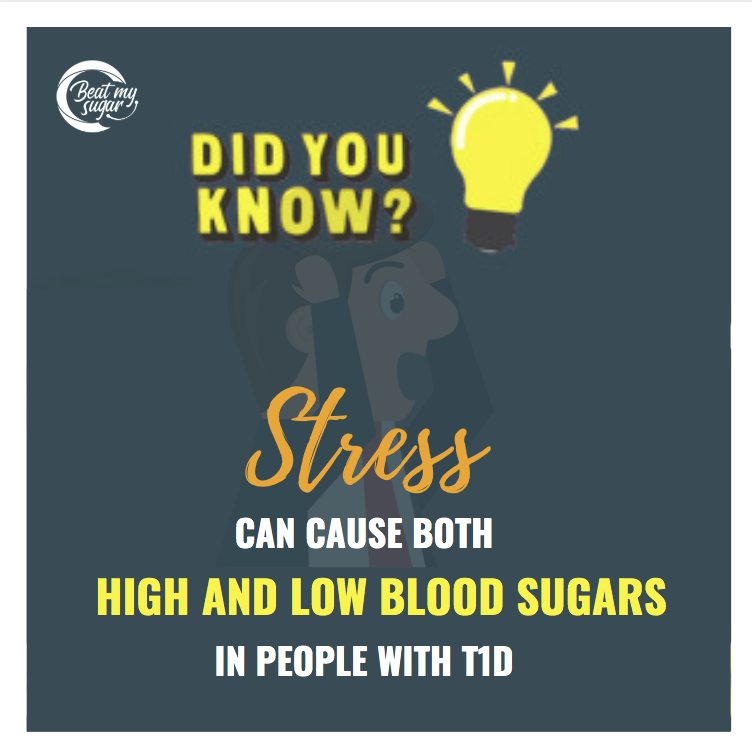 Beat my
sugar
DID YOU
KNOW?
Stress
CAN CAUSE BOTH
HIGH AND LOW BLOOD SUGARS
IN PEOPLE WITH T1D